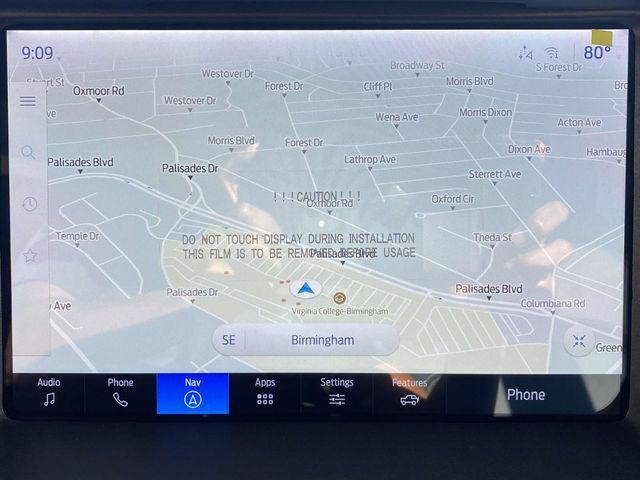 9:09
80°
Broadway St
S Forest Dr
Westover Dr
Morris Blvd
Forest Dr
Cliff Pl
Oxmoor Rd
Westover Dr
Wena Ave
Morris Dixon
Acton Ave
Morris Blvd
Forest Dr
Dixon Ave
Palisades Blvd
Palisades Dr
Lathrop Ave
Sterrett Ave
! ! ! CAUTION ! ! !
Oxmoor Rd
Oxford Cir
Temple Dr
DO NOT TOUCH DISPLAY DURING INSTALLATION
Theda St
THIS FILM IS TO BE REMOVED BEFORE USAGE
Palisades Blvd
Palisades Dr
Palisades Blvd
Columbiana Rd
y Ave
Virginia College-Birmingham
SE Birmingham
Green
Audio Phone Nav Apps Settings Features
Phone